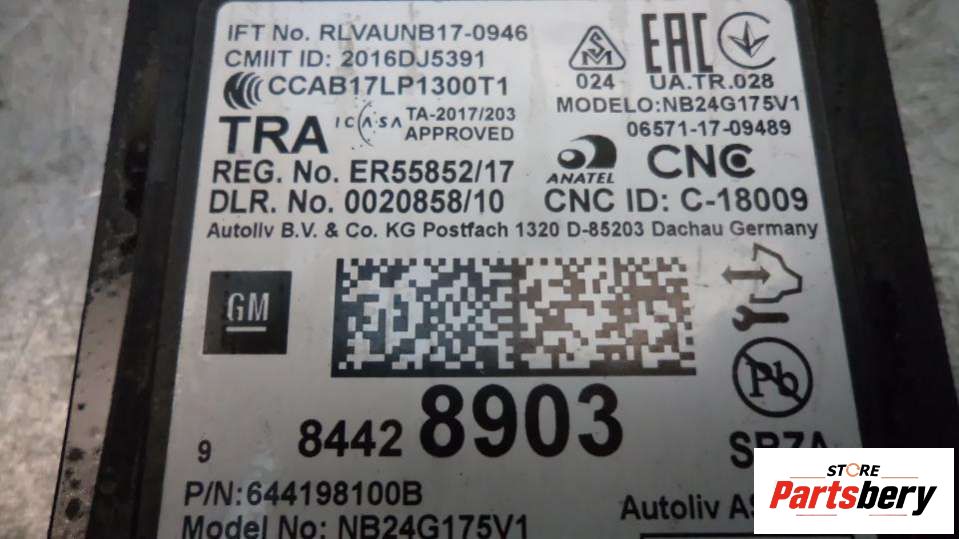 IFT No. RLVAUNB17-0946
CMIIT ID: 2016DJ5391
CCAB17LP1300T1
TRA ICASA TA-2017/203
APPROVED
REG. No. ER55852/17
DLR. No. 0020858/10
024
EAC
UA.TR.028
MODELO:NB24G175V1
06571-17-09489
ANATEL
CNC
CNC ID: C-18009
Autoliv B.V. & Co. KG Postfach 1320 D-85203 Dachau Germany
GM
Pb
9 8442 8903
P/N:644198100B
Model No: NB24G175V1
Autoliv
STORE
Partsbery